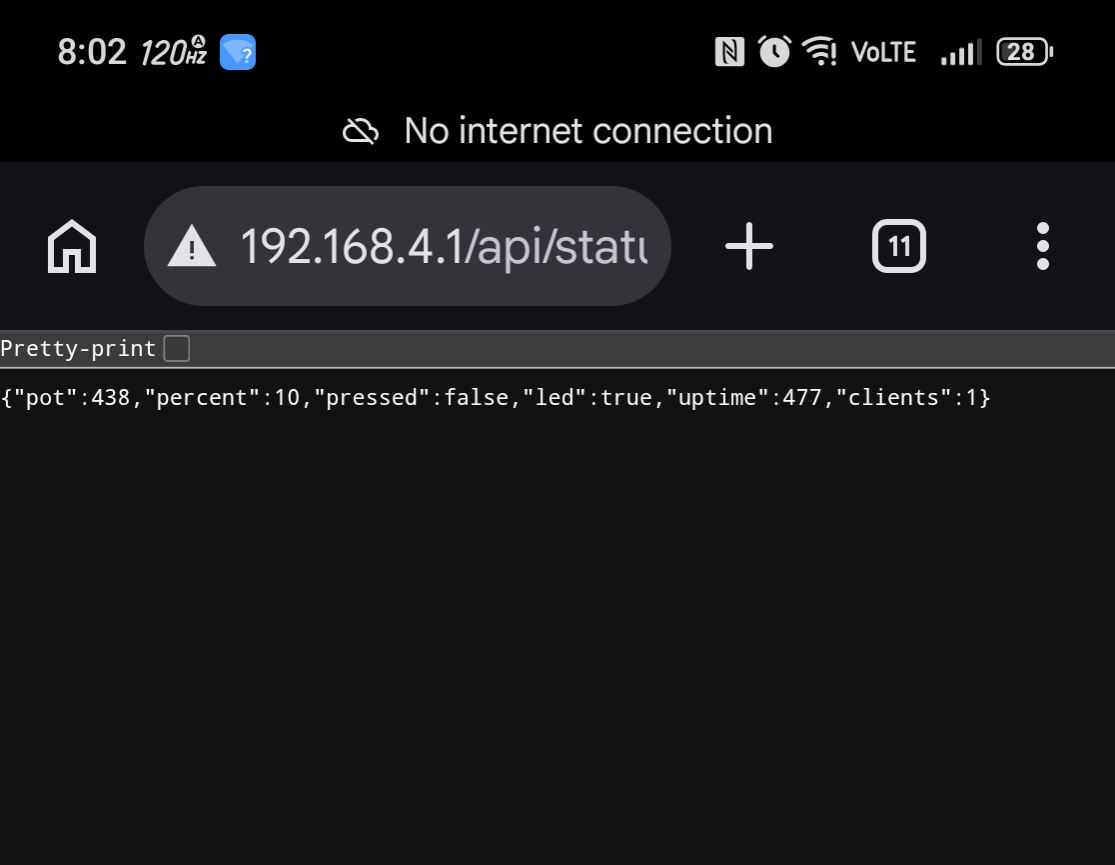 8:02 120HZ A ? N VoLTE 28
No internet connection
192.168.4.1/api/statu 11
Pretty-print
{"pot":438,"percent":10,"pressed":false,"led":true,"uptime":477,"clients":1}